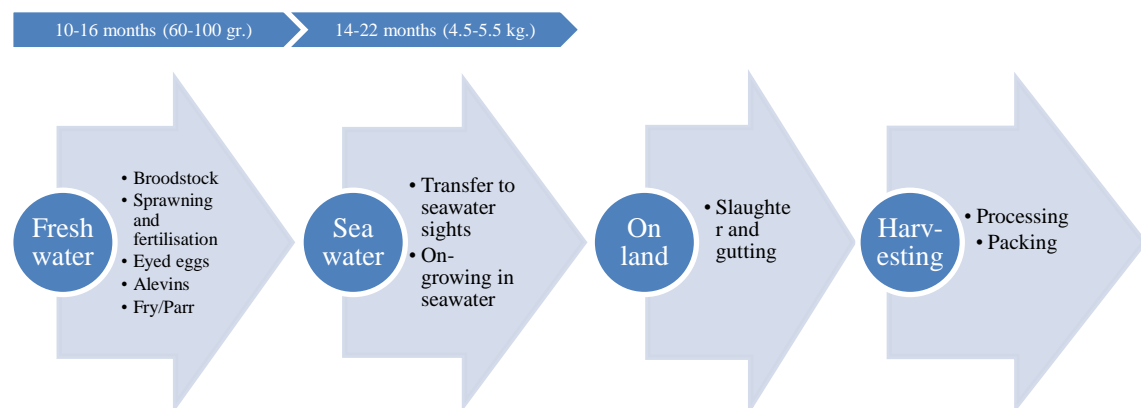 10-16 months (60-100 gr.)
14-22 months (4.5-5.5 kg.)
Fresh
water
• Broodstock
• Sprawning
and
fertilisation
• Eyed eggs
• Alevins
• Fry/Parr
Sea
water
• Transfer to
seawater
sights
• On-
growing in
seawater
On
land
• Slaughte
r and
gutting
Harv-
esting
• Processing
• Packing